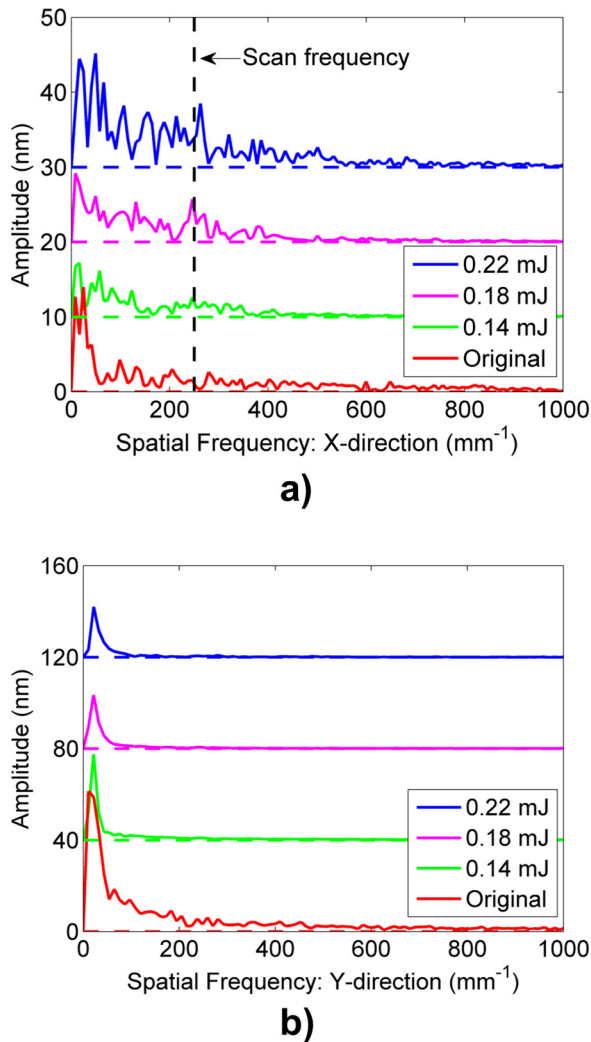 50
40
30
20
10
0
Amplitude (nm)
Scan frequency
0.22 mJ
0.18 mJ
0.14 mJ
Original
0 200 400 600 800 1000
Spatial Frequency: X-direction (mm⁻¹)
a)
160
120
80
40
0
Amplitude (nm)
0.22 mJ
0.18 mJ
0.14 mJ
Original
0 200 400 600 800 1000
Spatial Frequency: Y-direction (mm⁻¹)
b)